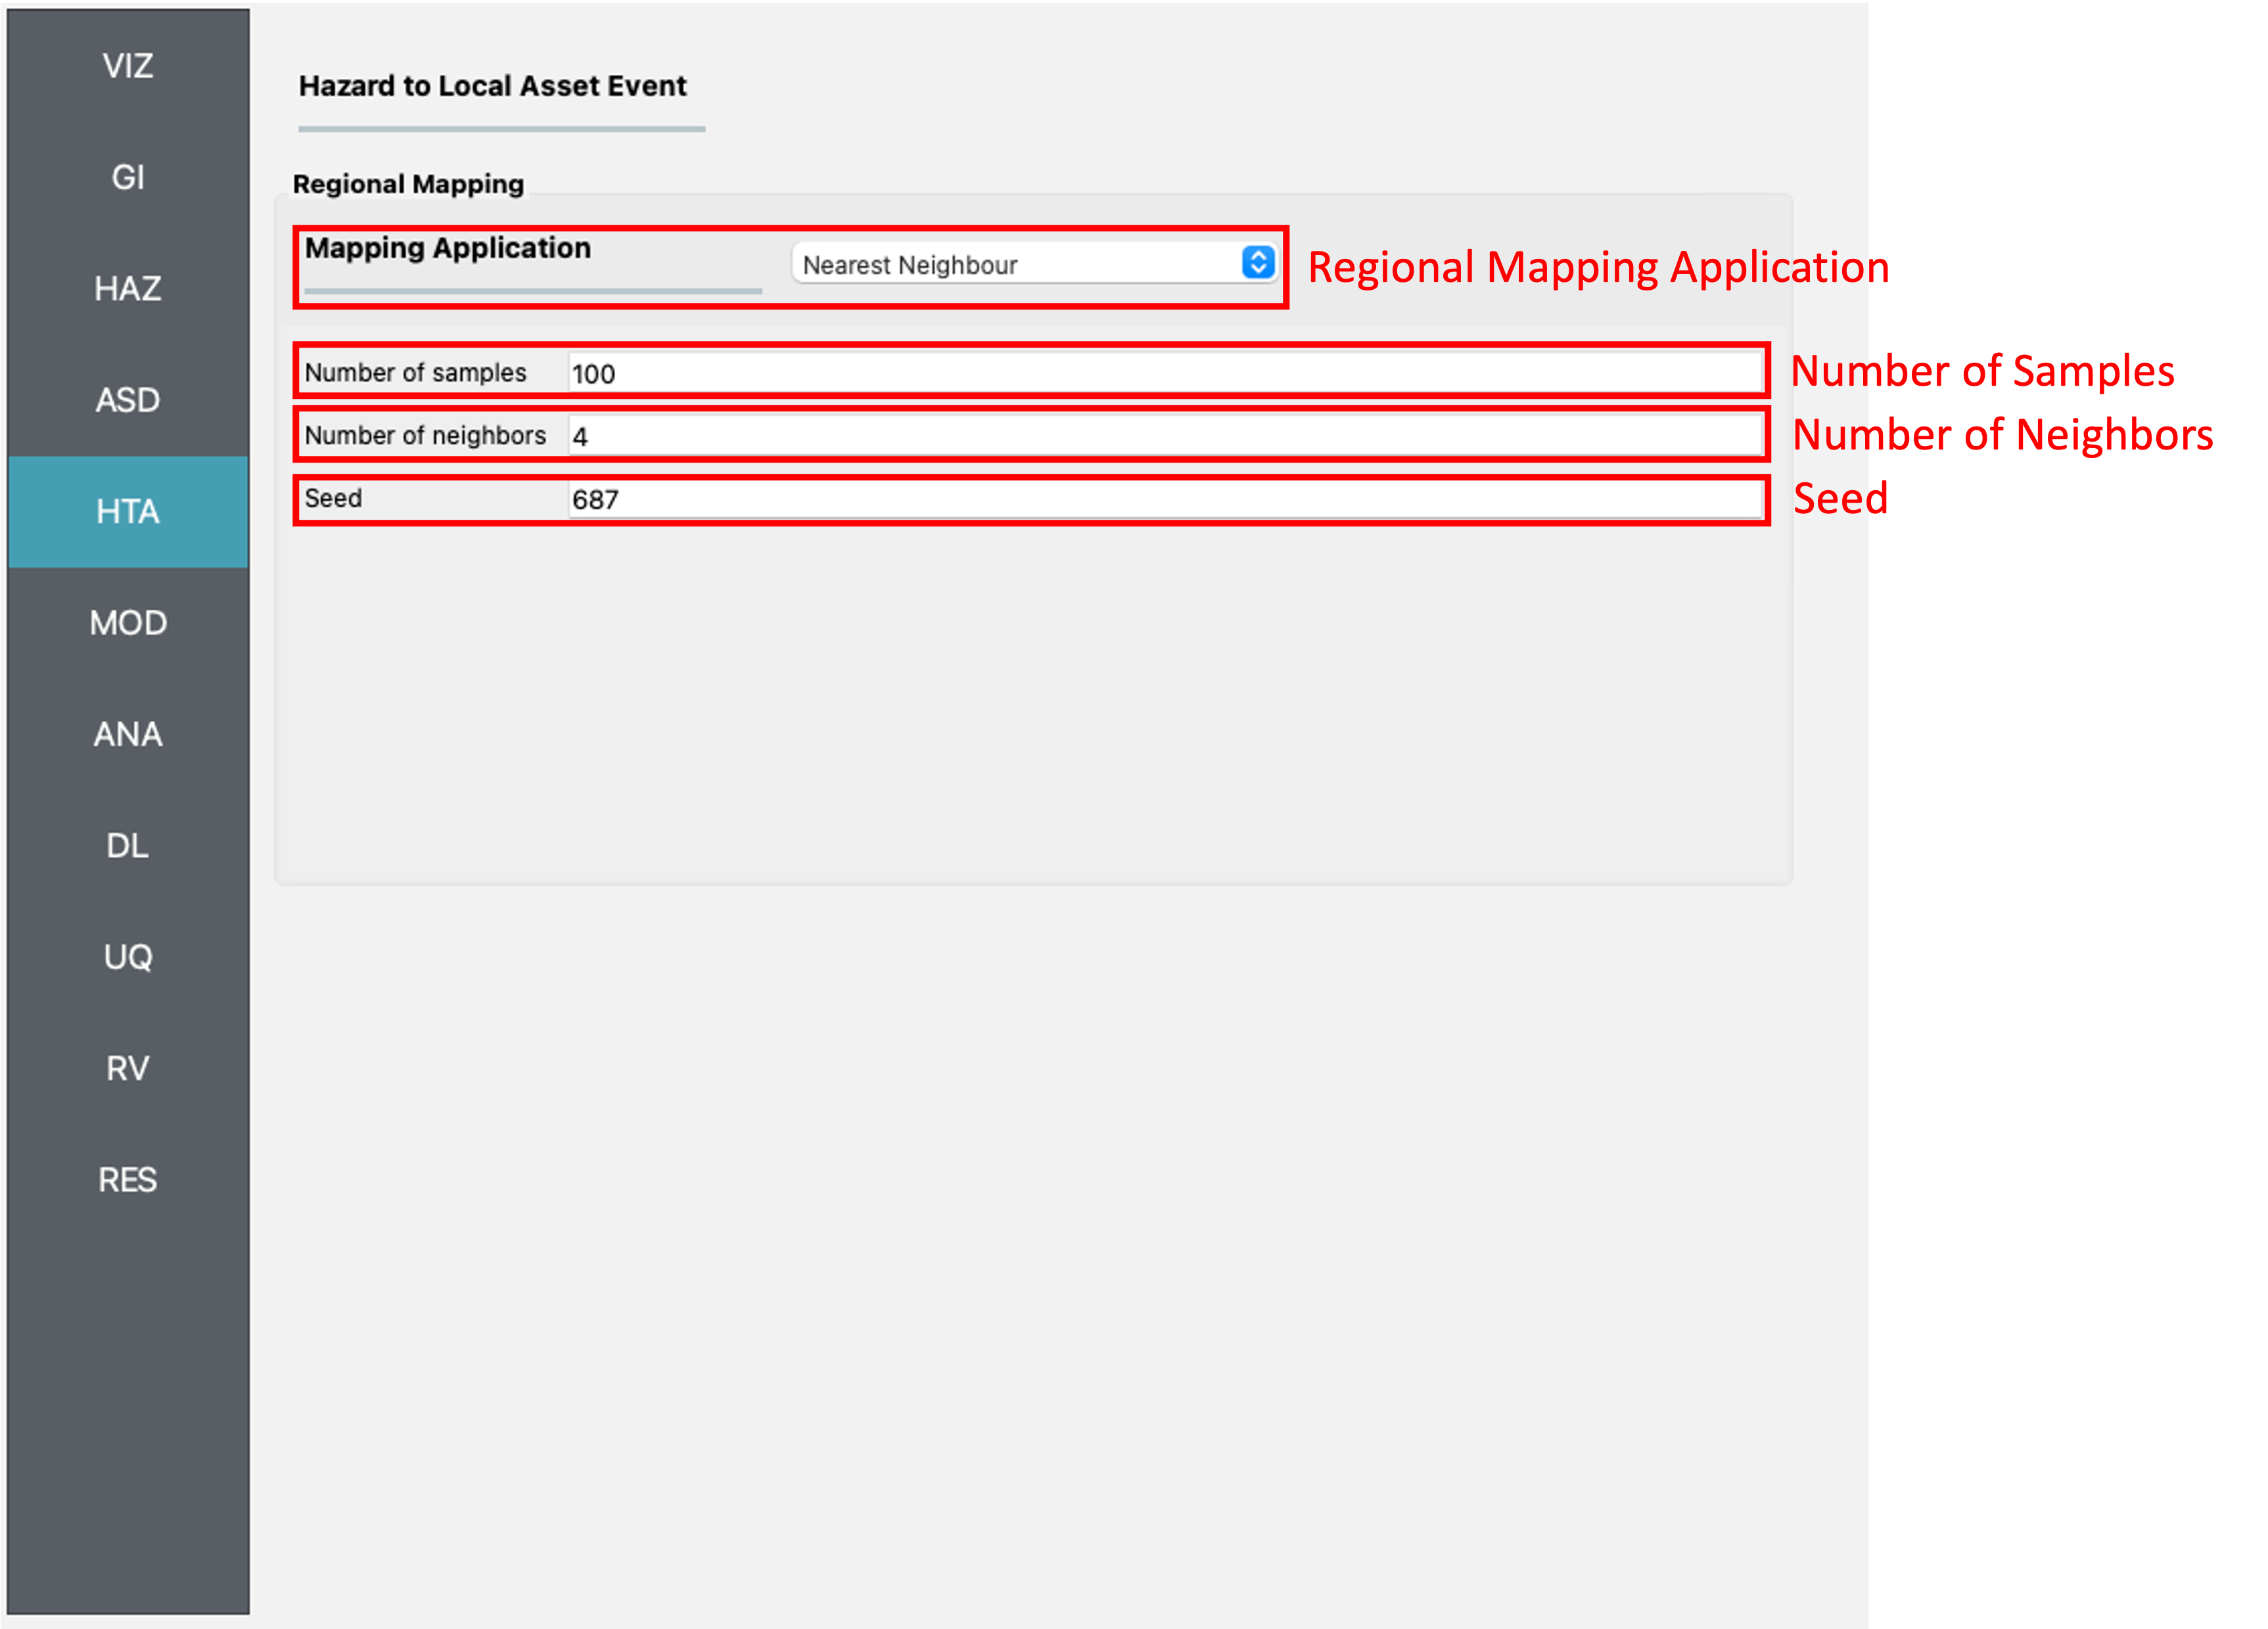 VIZ
GI
HAZ
ASD
HTA
MOD
ANA
DL
UQ
RV
RES
Hazard to Local Asset Event
Regional Mapping
Mapping Application Nearest Neighbour Regional Mapping Application
Number of samples 100 Number of Samples
Number of neighbors 4 Number of Neighbors
Seed 687 Seed